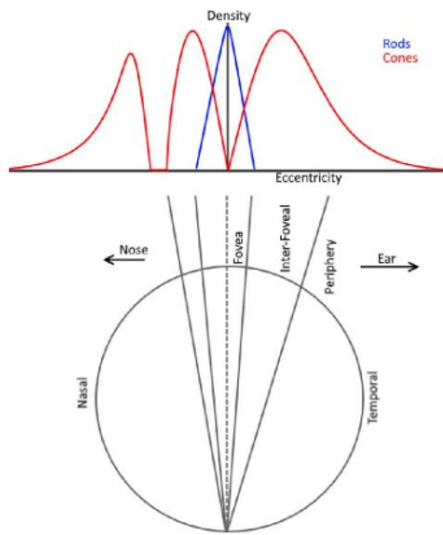 Density
Rods
Cones
Eccentricity
Nose
Fovea
Inter-Foveal
Periphery
Ear
Nasal
Temporal